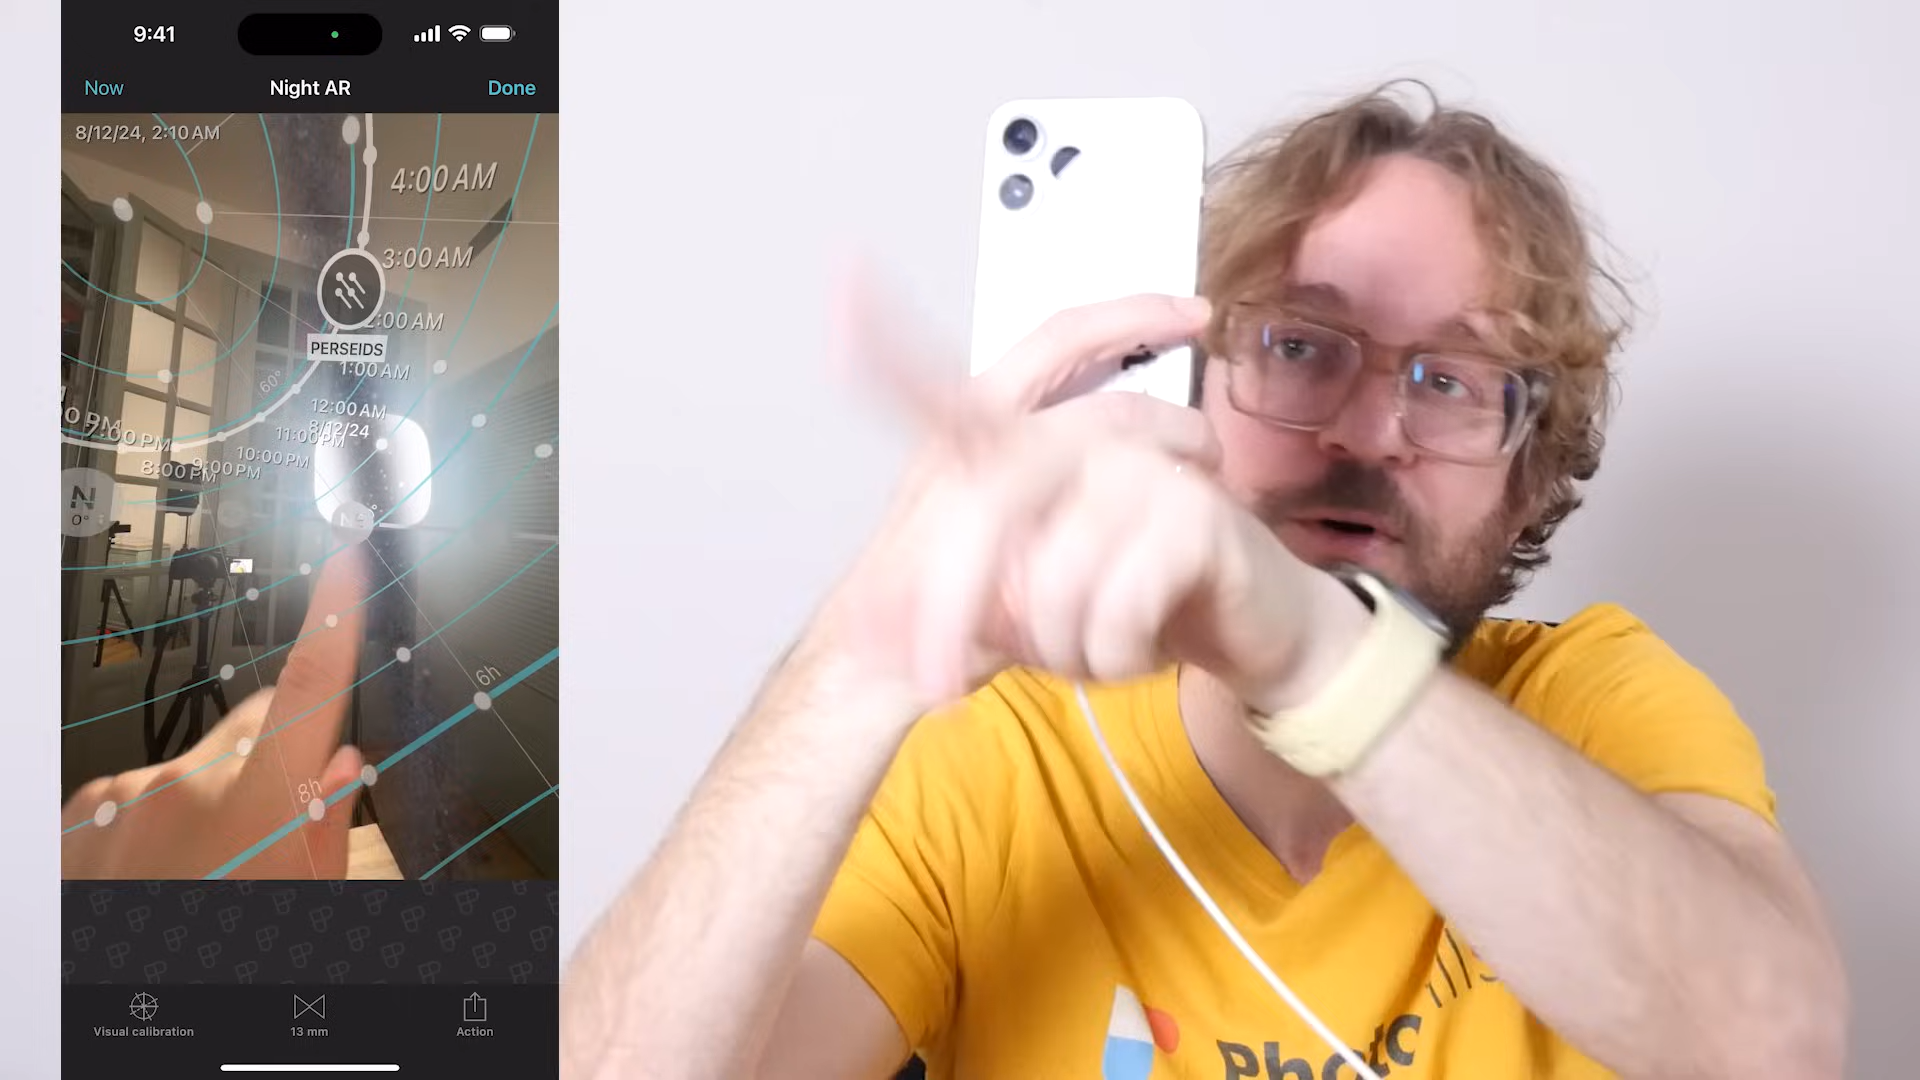 9:41
Now
Night AR
Done
8/12/24, 2:10 AM
4:00 AM
3:00 AM
2:00 AM
PERSEIDS
1:00 AM
60°
12:00 AM
8/12/24
11:00 PM
10:00 PM
9:00 PM
8:00 PM
7:00 PM
N
0°
NE
6h
8h
Visual calibration
13 mm
Action